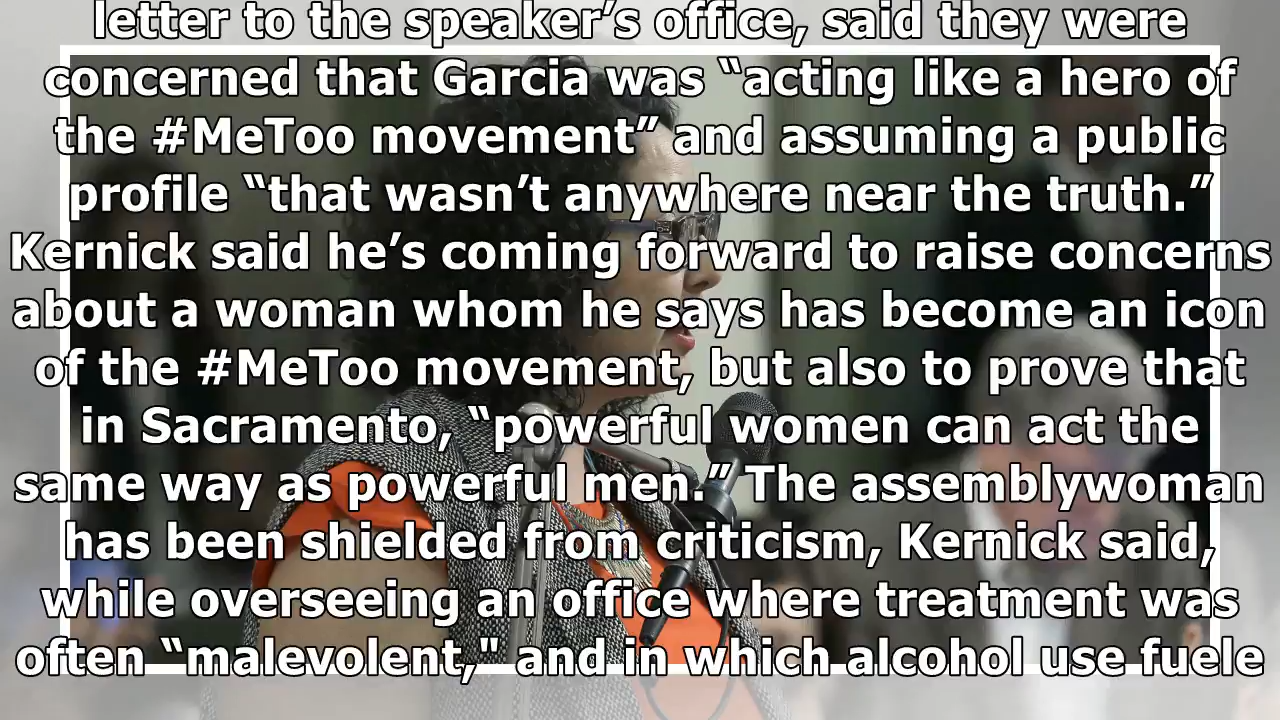 letter to the speaker’s office, said they were
concerned that Garcia was “acting like a hero of
the #MeToo movement” and assuming a public
profile “that wasn’t anywhere near the truth.”
Kernick said he’s coming forward to raise concerns
about a woman whom he says has become an icon
of the #MeToo movement, but also to prove that
in Sacramento, “powerful women can act the
same way as powerful men.” The assemblywoman
has been shielded from criticism, Kernick said,
while overseeing an office where treatment was
often “malevolent," and in which alcohol use fuele